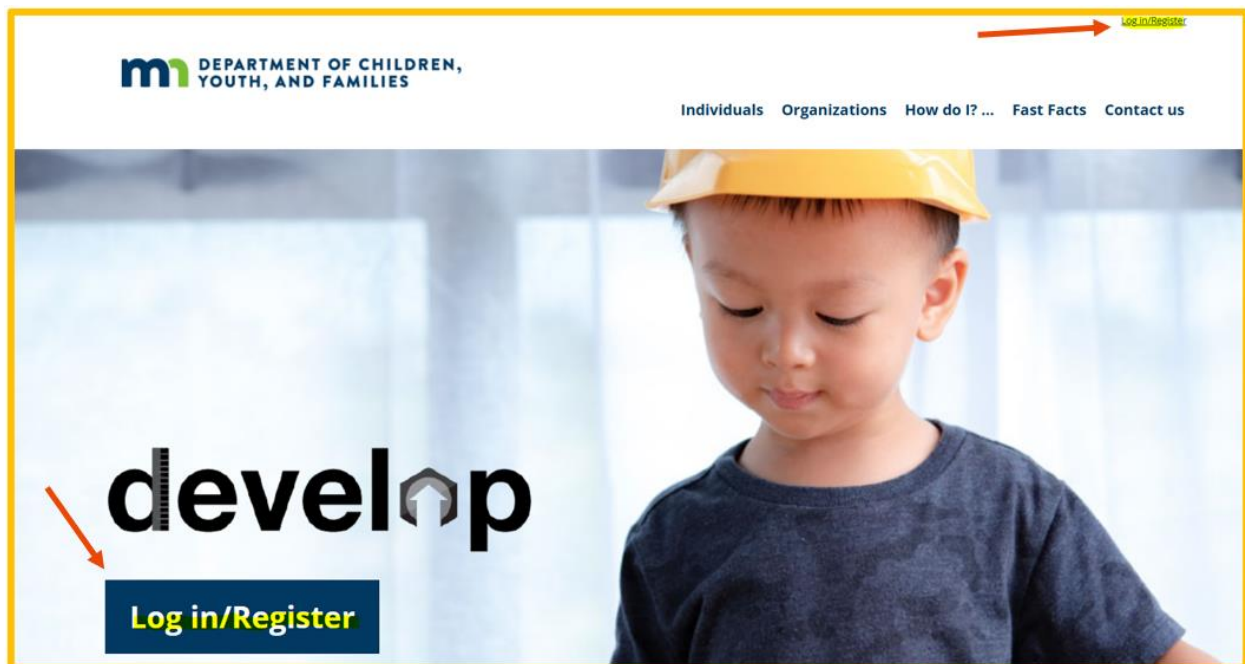 Log in/Register
DEPARTMENT OF CHILDREN,
YOUTH, AND FAMILIES
Individuals Organizations How do I? ... Fast Facts Contact us
develop
Log in/Register